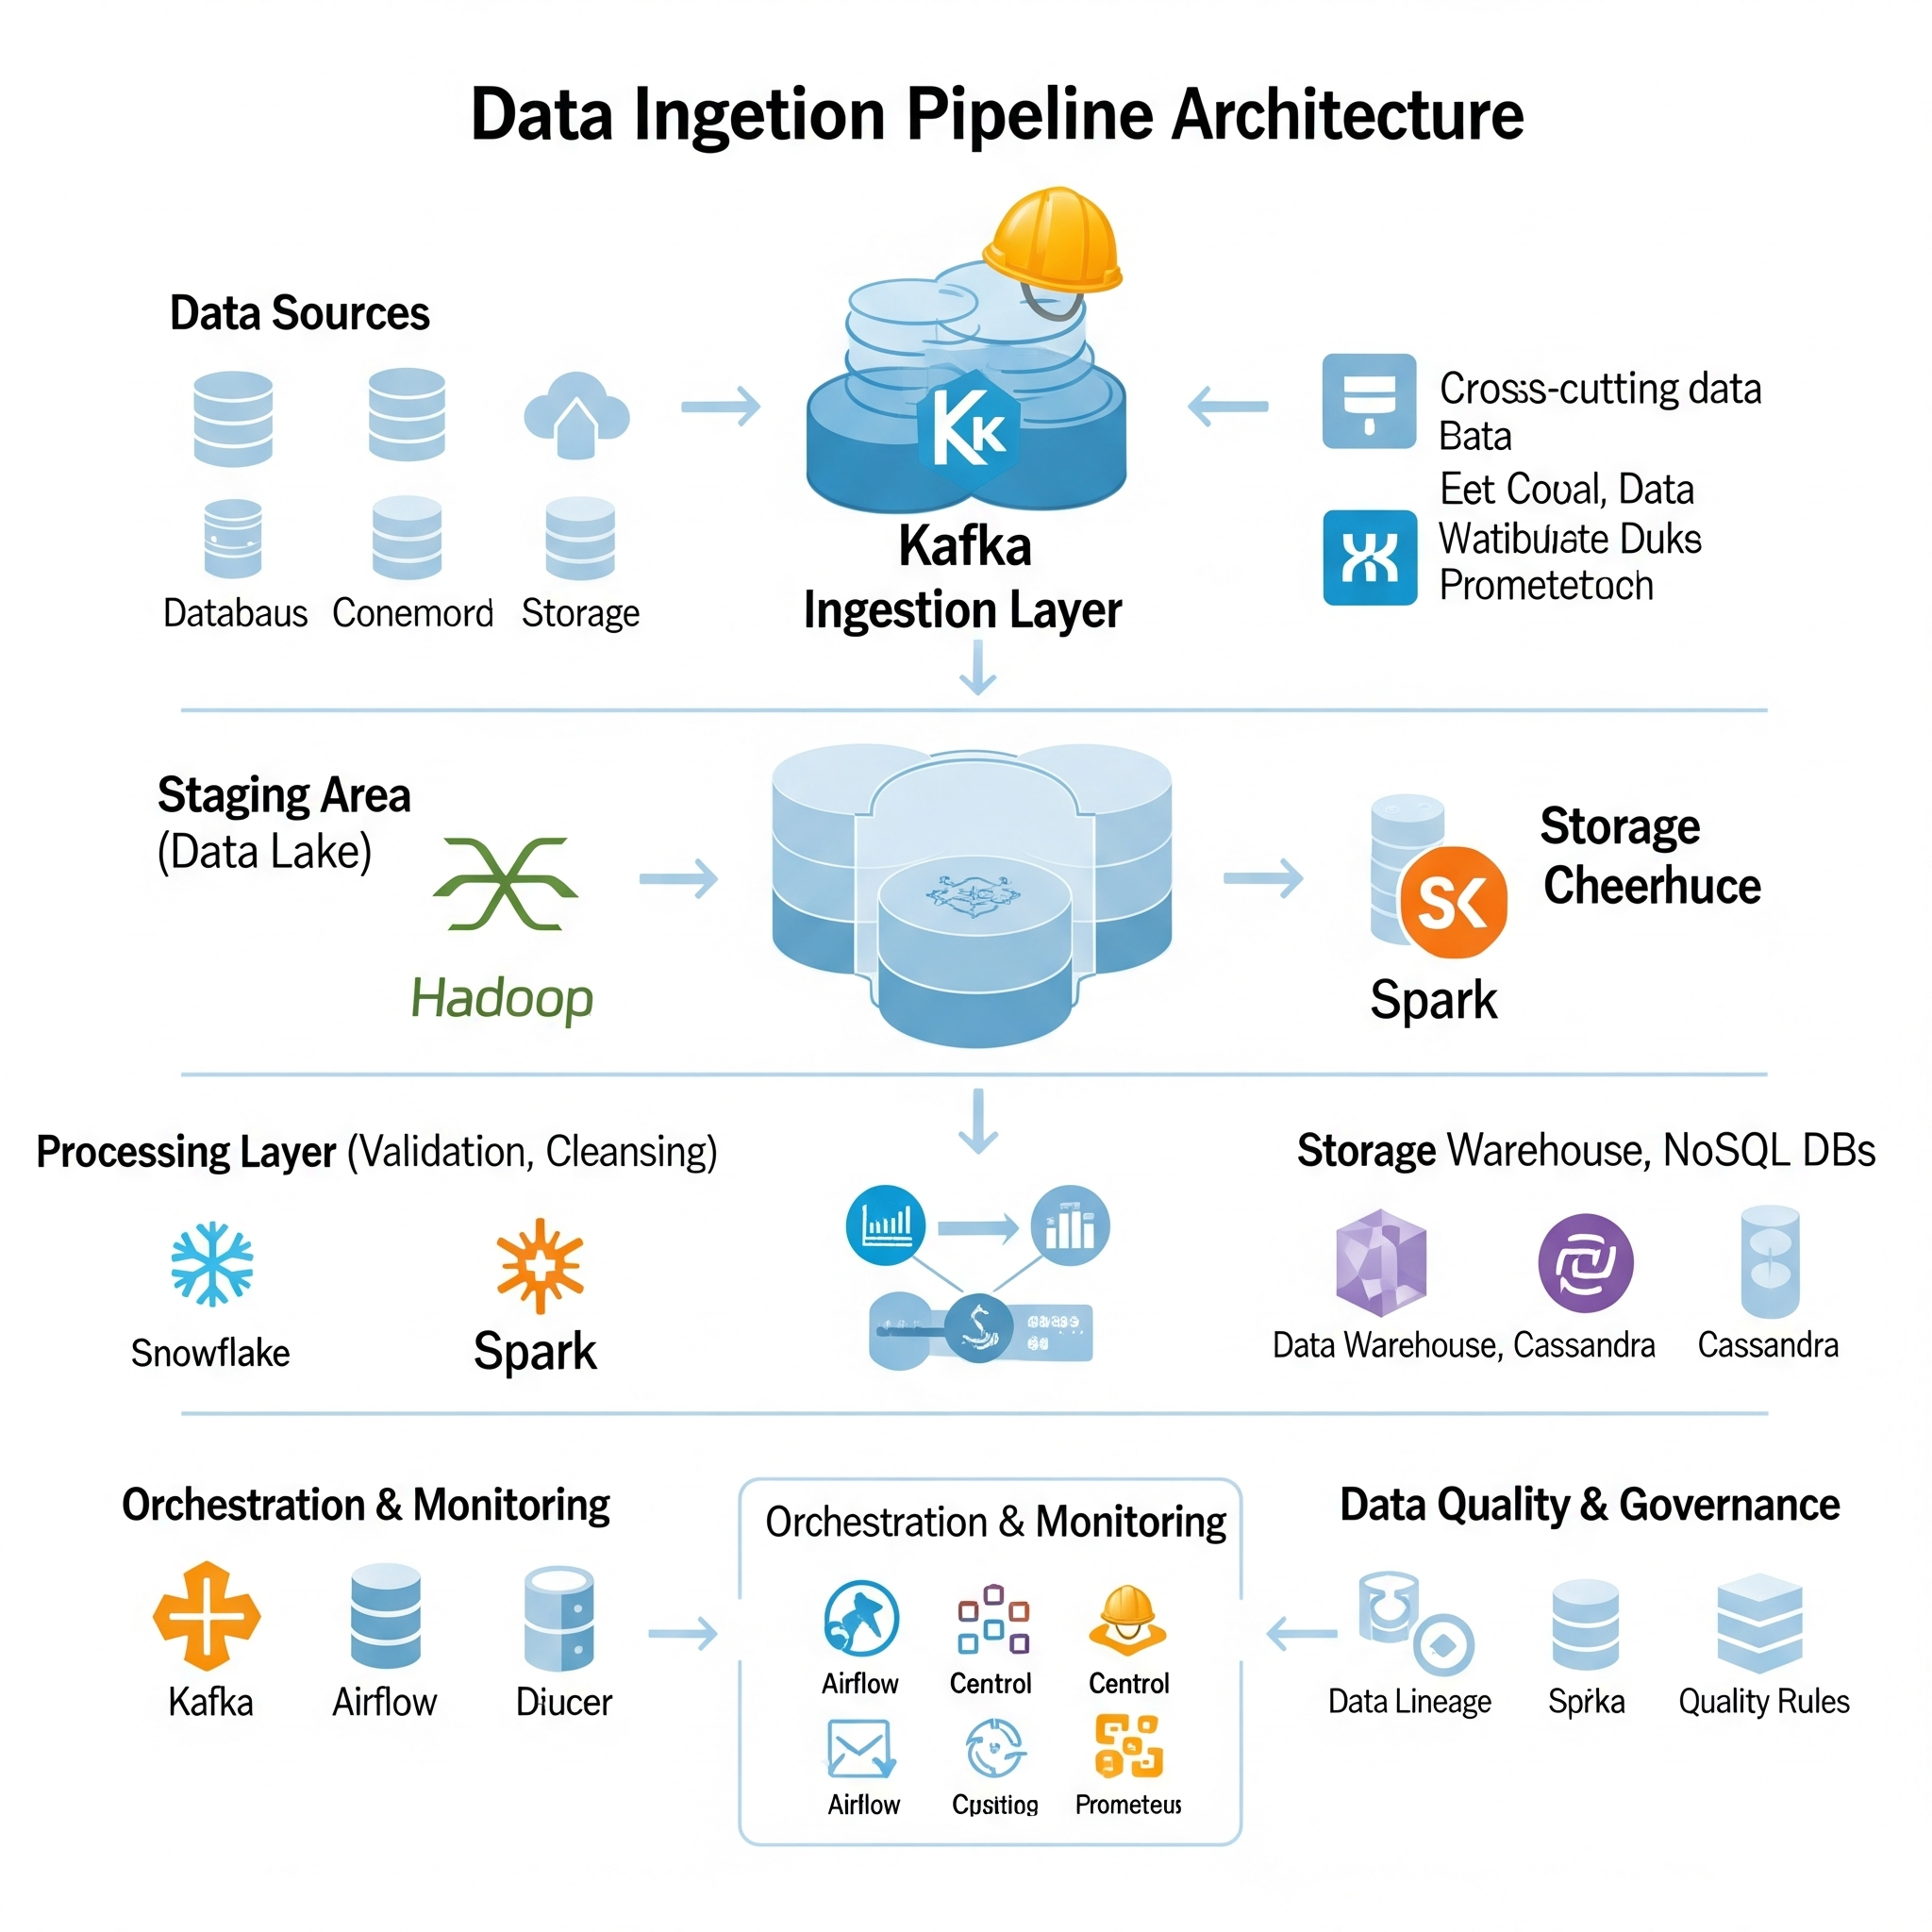 Data Ingetion Pipeline Architecture
Data Sources
Databaus
Conemord
Storage
Kk
Kafka
Ingestion Layer
Cross-cutting data
Bata
Eet Coual, Data
Watibulate Duks
Prometetoch
Staging Area
(Data Lake)
Hadoop
SK
Spark
Storage
Cheerhuce
Processing Layer (Validation, Cleansing)
Snowflake
Spark
Storage Warehouse, NoSQL DBs
Data Warehouse, Cassandra
Cassandra
Orchestration & Monitoring
Kafka
Airflow
Diucer
Orchestration & Monitoring
Airflow
Centrol
Centrol
Airflow
Cpsitiog
Prometeus
Data Quality & Governance
Data Lineage
Sprka
Quality Rules